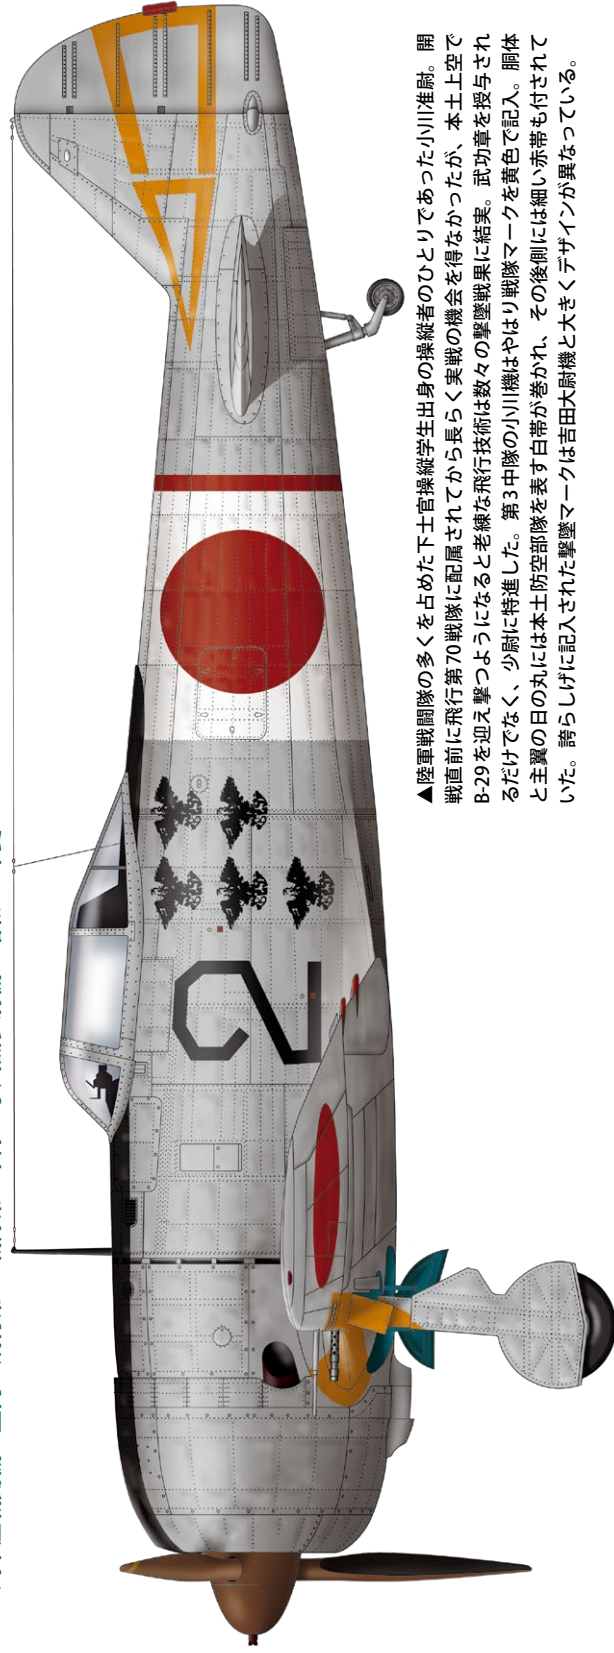 ▲陸軍戦闘隊の多くを占めた下士官操縦学生出身の操縦者のひとりであった小川准尉。開
戦直前に飛行第70戦隊に配属されてから長らく実戦の機会を得なかったが、本土上空で
B-29を迎え撃つようになると老練な飛行技術は数々の撃墜戦果に結実。武功章を授与され
るだけでなく、少尉に特進した。第3中隊の小川機はやはり戦隊マークを黄色で記入。胴体
と主翼の日の丸には本土防空部隊を表す白帯が巻かれ、その後側には細い赤帯も付されて
いた。誇らしげに記入された撃墜マークは吉田大尉機と大きくデザインが異なっている。
2